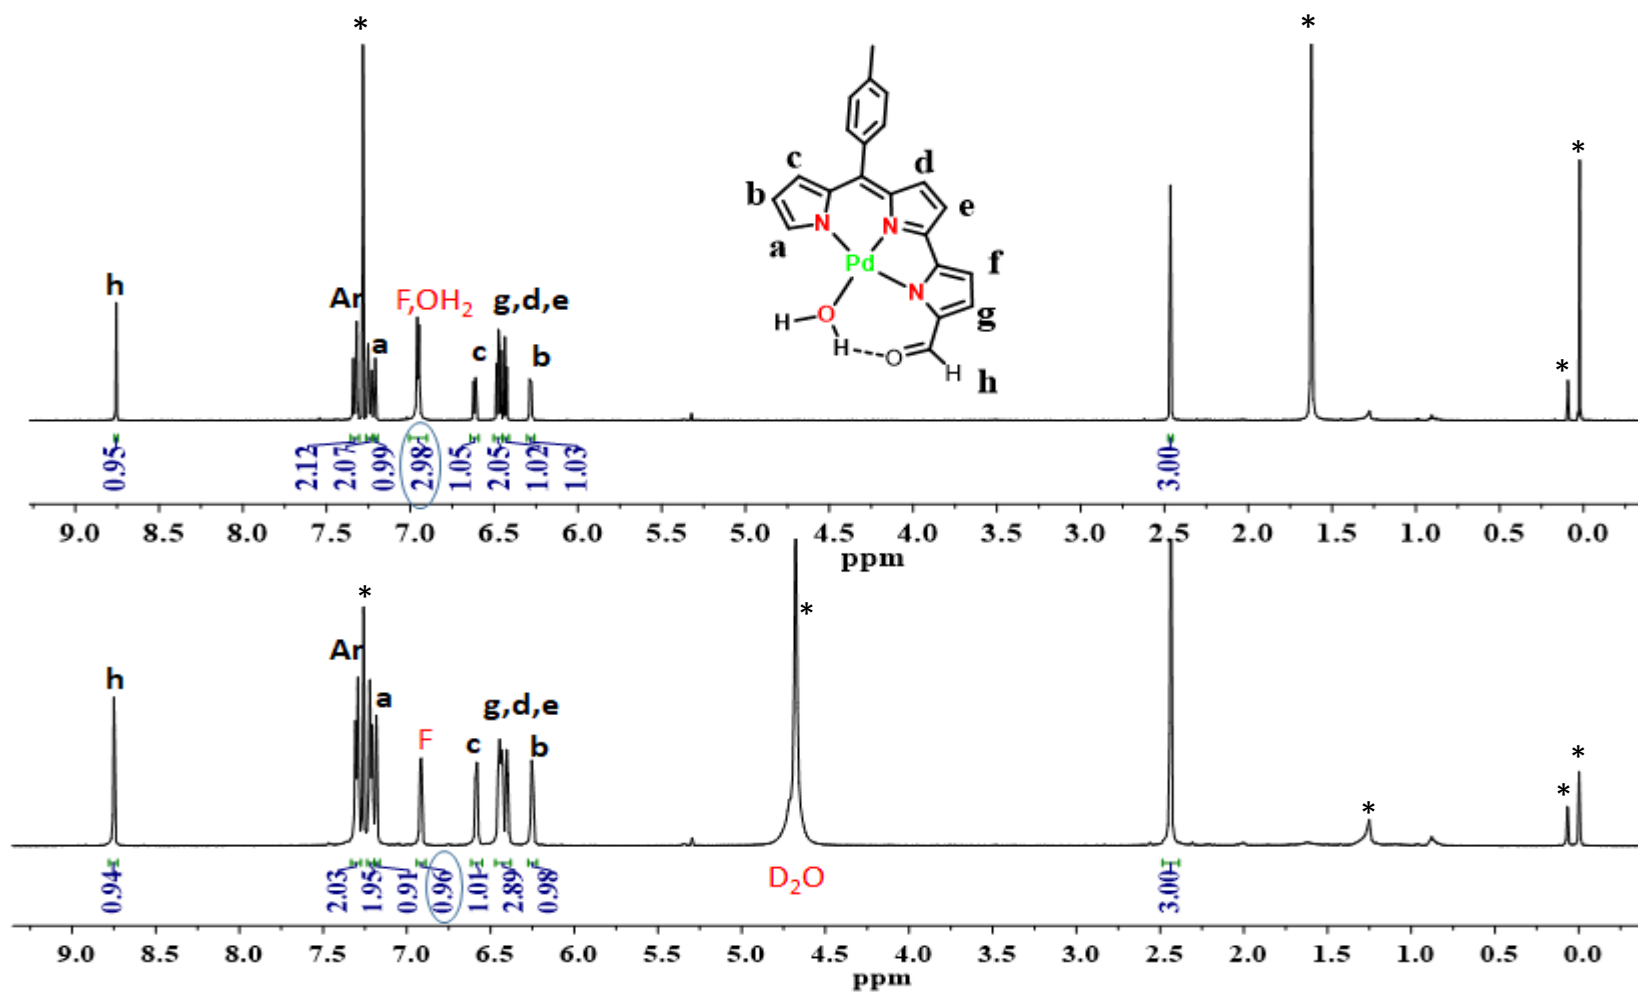 * * *
c d
b e
N N
a Pd f
h Ar F,OH₂ g,d,e N g
a c b H O
H O
H h
*
0.95 2.12 2.07 0.99 2.98 1.05 2.05 1.02 1.03 3.00
9.0 8.5 8.0 7.5 7.0 6.5 6.0 5.5 5.0 4.5 4.0 3.5 3.0 2.5 2.0 1.5 1.0 0.5 0.0
ppm
* *
Ar
h a g,d,e
F c b
* * *
D₂O
0.94 2.03 1.95 0.91 0.96 1.01 2.89 0.98 3.00
9.0 8.5 8.0 7.5 7.0 6.5 6.0 5.5 5.0 4.5 4.0 3.5 3.0 2.5 2.0 1.5 1.0 0.5 0.0
ppm